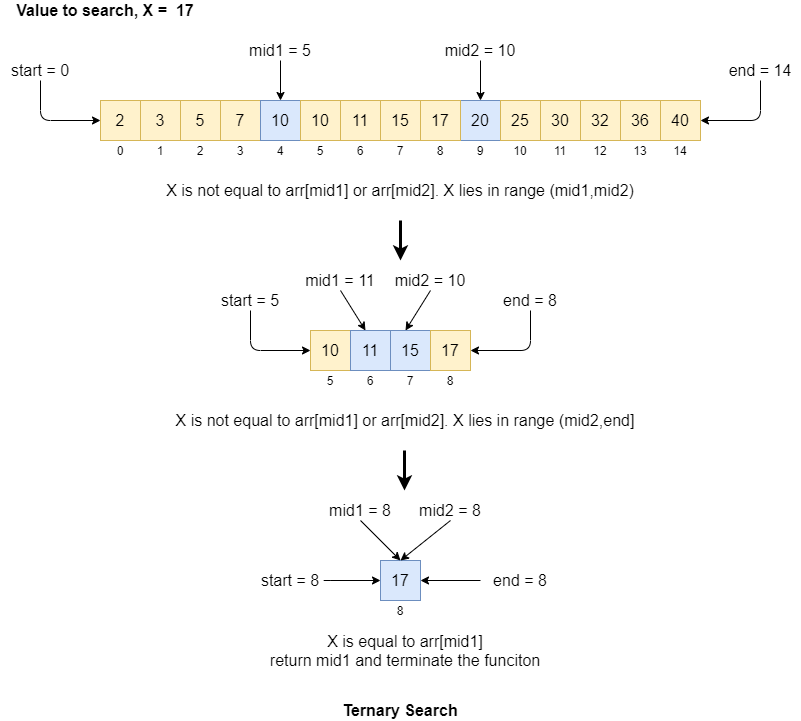 Value to search, X = 17
mid1 = 5 mid2 = 10
start = 0 end = 14
2 3 5 7 10 10 11 15 17 20 25 30 32 36 40
0 1 2 3 4 5 6 7 8 9 10 11 12 13 14
X is not equal to arr[mid1] or arr[mid2]. X lies in range (mid1,mid2)
mid1 = 11 mid2 = 10
start = 5 end = 8
10 11 15 17
5 6 7 8
X is not equal to arr[mid1] or arr[mid2]. X lies in range (mid2,end]
mid1 = 8 mid2 = 8
start = 8 17 end = 8
8
X is equal to arr[mid1]
return mid1 and terminate the funciton
Ternary Search